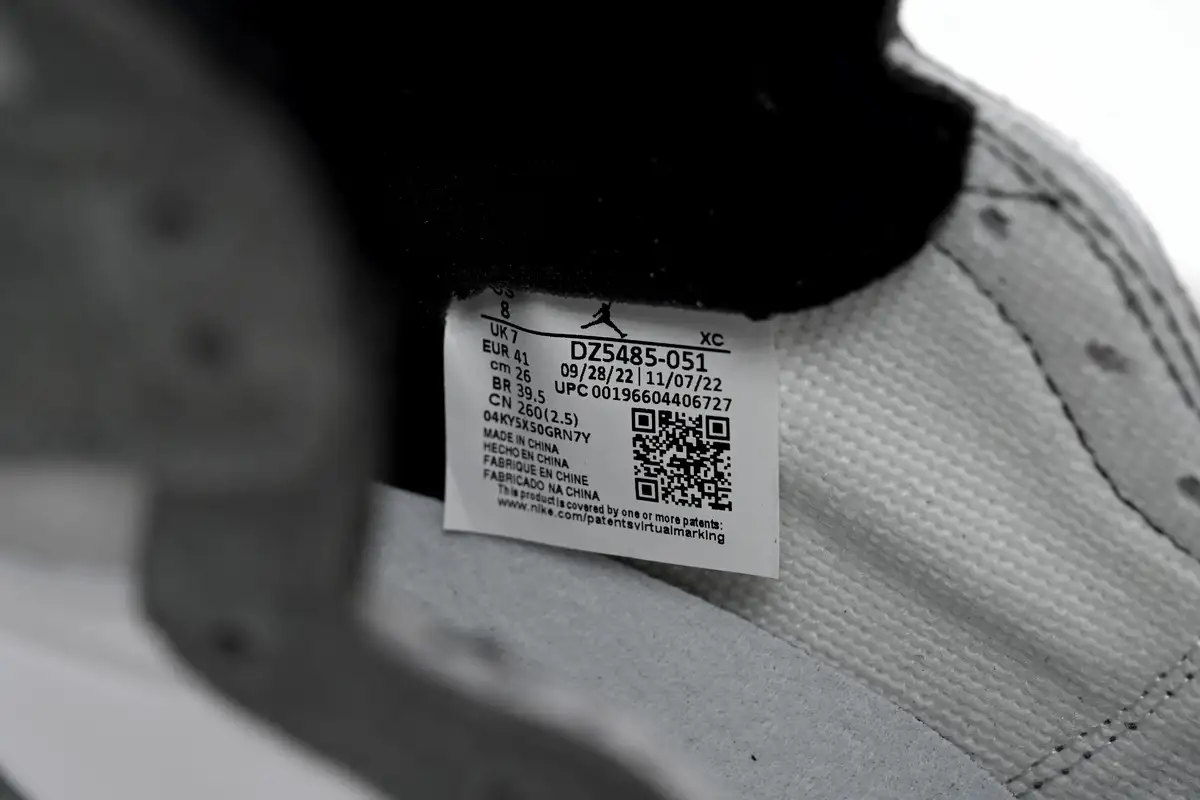 US
8
XC
UK 7
DZ5485-051
EUR 41
09/28/22 | 11/07/22
cm 26
UPC 00196604406727
BR 39.5
CN 260(2.5)
04KY5XS0GRN7Y
MADE IN CHINA
HECHO EN CHINA
FABRIQUE EN CHINE
FABRICADO NA CHINA
This product is covered by one or more patents:
www.nike.com/patentsvirtualmarking